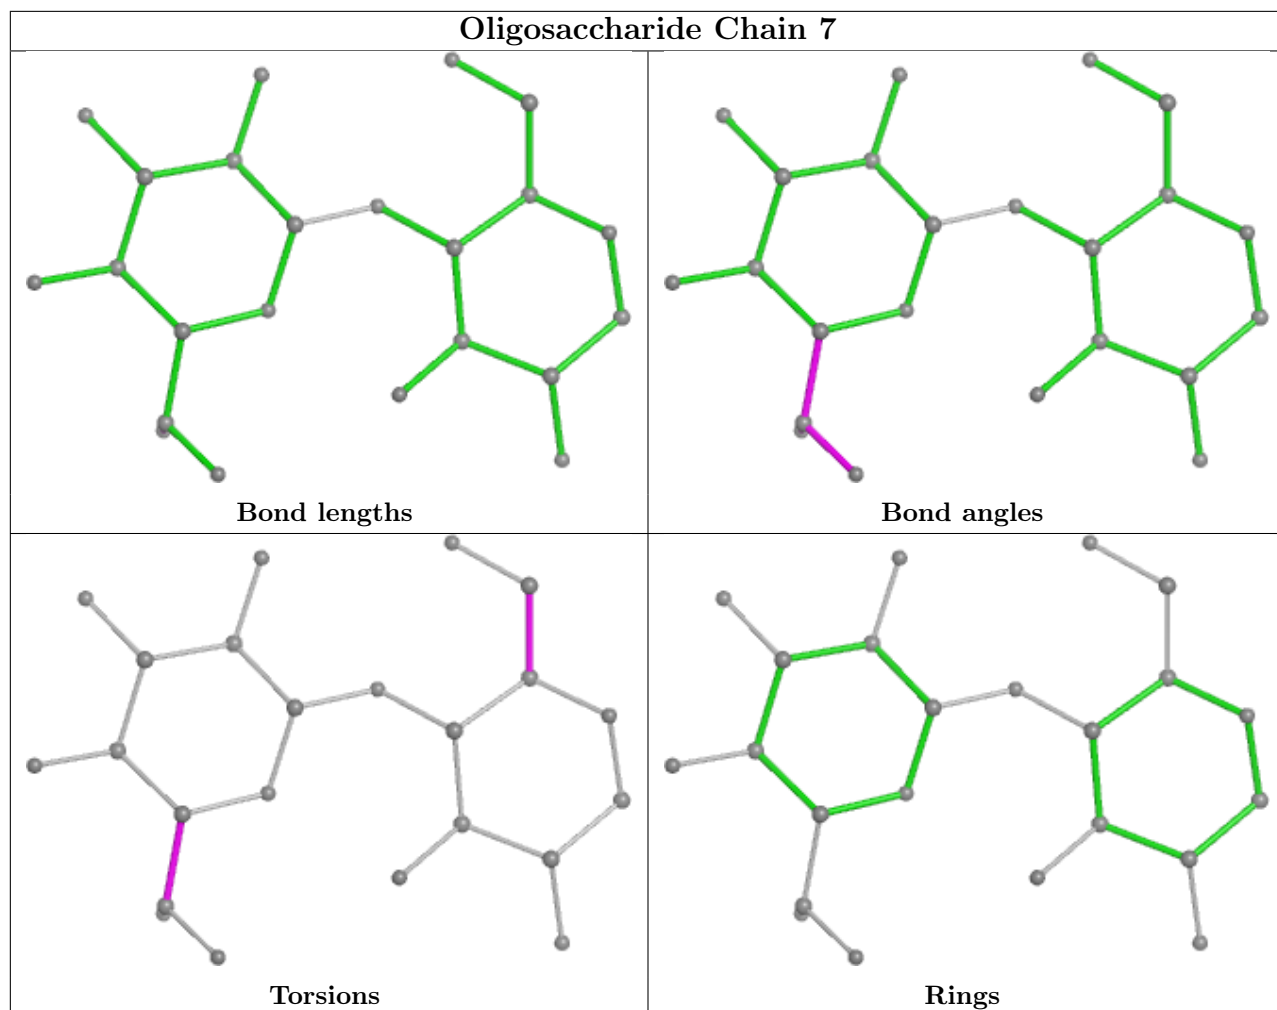 Oligosaccharide Chain 7
Bond lengths
Bond angles
Torsions
Rings